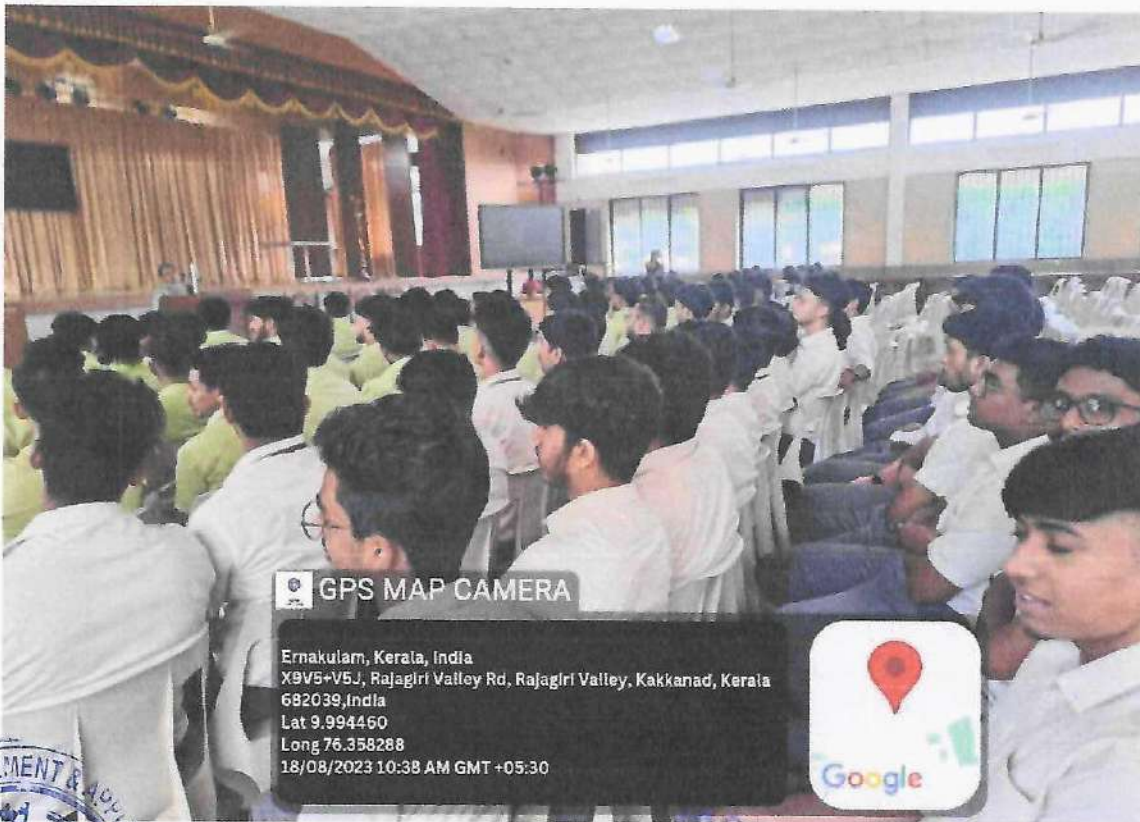 GPS MAP CAMERA
Ernakulam, Kerala, India
X9V5+V5J, Rajagiri Valley Rd, Rajagiri Valley, Kakkanad, Kerala
682039,India
Lat 9.994460
Long 76.358288
18/08/2023 10:38 AM GMT +05:30
Google
MENT &